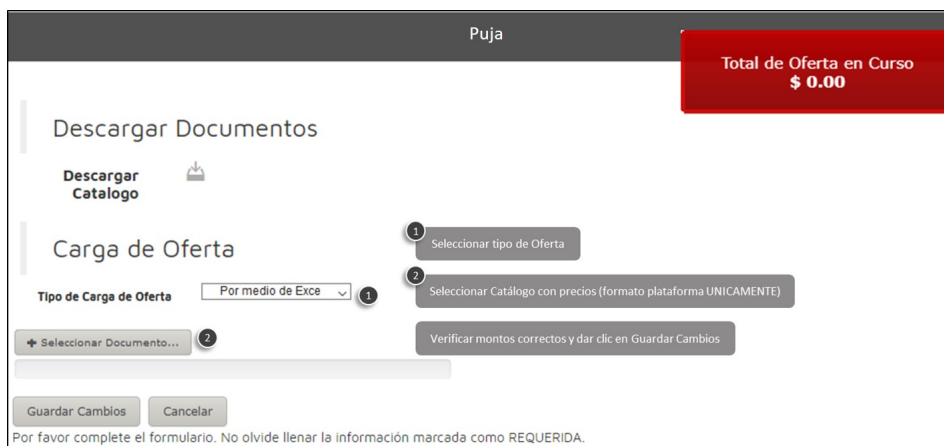 Puja
Total de Oferta en Curso
$ 0.00
Descargar Documentos
Descargar
Catalogo
Carga de Oferta
1
Seleccionar tipo de Oferta
2
Seleccionar Catálogo con precios (formato plataforma UNICAMENTE)
Tipo de Carga de Oferta
Por medio de Exce
1
+ Seleccionar Documento...
2
Verificar montos correctos y dar clic en Guardar Cambios
Guardar Cambios
Cancelar
Por favor complete el formulario. No olvide llenar la información marcada como REQUERIDA.